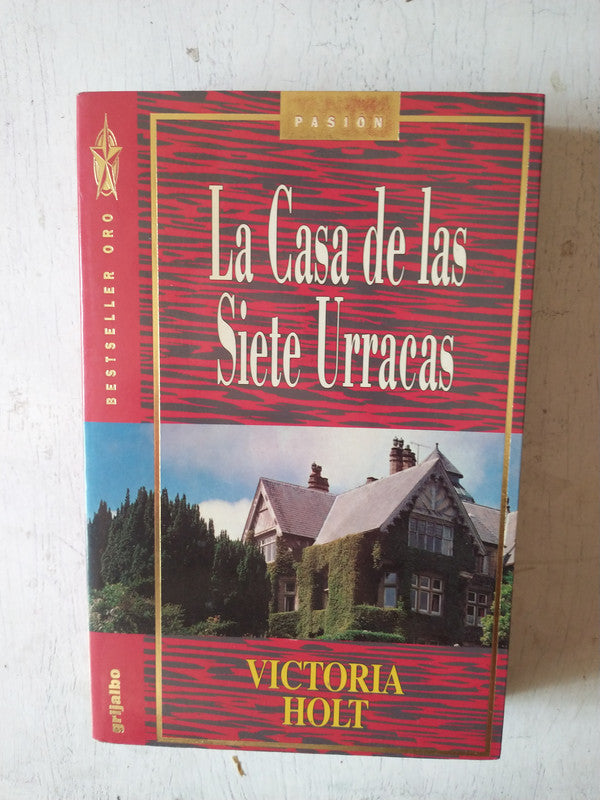 PASION
La Casa de las
Siete Urracas
VICTORIA
HOLT
BESTSELLER ORO
grijalbo